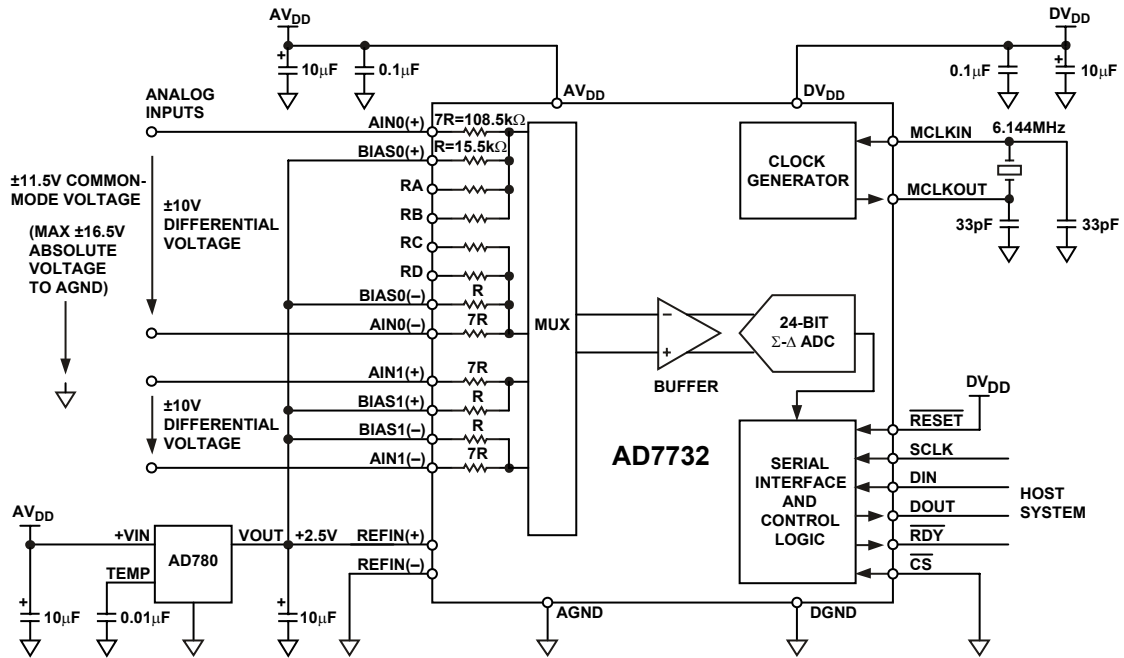 AVDD
10µF
0.1µF
DVDD
0.1µF
10µF
ANALOG
INPUTS
AVDD
DVDD
AIN0(+)
7R=108.5kΩ
BIAS0(+)
R=15.5kΩ
RA
RB
RC
RD
BIAS0(–)
R
AIN0(–)
7R
AIN1(+)
7R
BIAS1(+)
R
BIAS1(–)
R
AIN1(–)
7R
±11.5V COMMON-
MODE VOLTAGE
(MAX ±16.5V
ABSOLUTE
VOLTAGE
TO AGND)
±10V
DIFFERENTIAL
VOLTAGE
±10V
DIFFERENTIAL
VOLTAGE
MUX
BUFFER
24-BIT
Σ-Δ ADC
CLOCK
GENERATOR
MCLKIN
6.144MHz
MCLKOUT
33pF
33pF
AD7732
SERIAL
INTERFACE
AND
CONTROL
LOGIC
DVDD
RESET
SCLK
DIN
DOUT
RDY
CS
HOST
SYSTEM
AVDD
+VIN
AD780
VOUT
+2.5V
REFIN(+)
TEMP
REFIN(–)
10µF
0.01µF
10µF
AGND
DGND